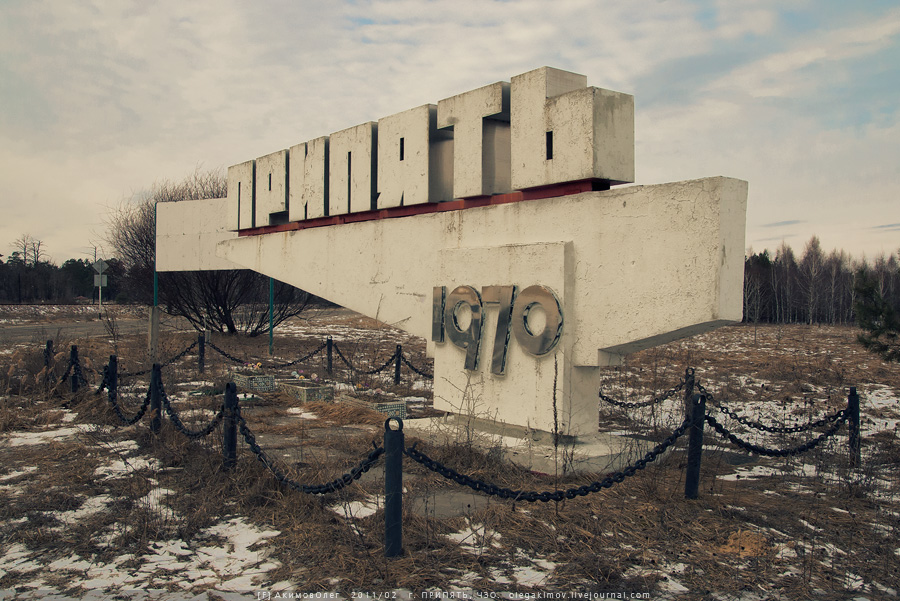 ПРИПЯТЬ
1970
[F] АкимовОлег 2011/02 г. ПРИПЯТЬ, ЧЗО. olegakimov.livejournal.com